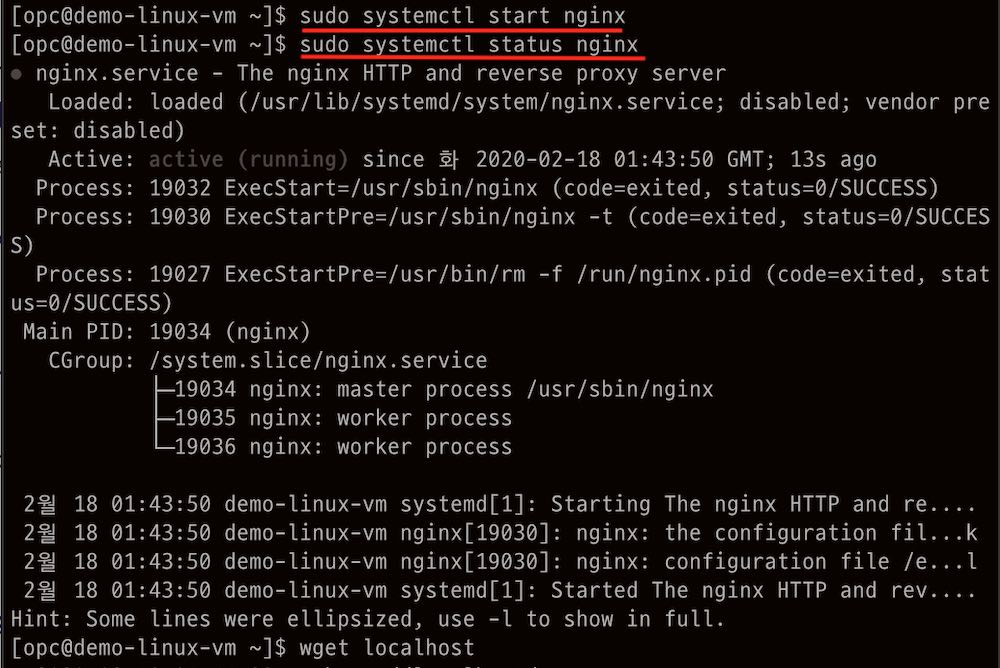 [opc@demo-linux-vm ~]$ sudo systemctl start nginx
[opc@demo-linux-vm ~]$ sudo systemctl status nginx
● nginx.service - The nginx HTTP and reverse proxy server
   Loaded: loaded (/usr/lib/systemd/system/nginx.service; disabled; vendor pre
set: disabled)
   Active: active (running) since 화 2020-02-18 01:43:50 GMT; 13s ago
  Process: 19032 ExecStart=/usr/sbin/nginx (code=exited, status=0/SUCCESS)
  Process: 19030 ExecStartPre=/usr/sbin/nginx -t (code=exited, status=0/SUCCES
S)
  Process: 19027 ExecStartPre=/usr/bin/rm -f /run/nginx.pid (code=exited, stat
us=0/SUCCESS)
 Main PID: 19034 (nginx)
   CGroup: /system.slice/nginx.service
           ├─19034 nginx: master process /usr/sbin/nginx
           ├─19035 nginx: worker process
           └─19036 nginx: worker process

 2월 18 01:43:50 demo-linux-vm systemd[1]: Starting The nginx HTTP and re....
 2월 18 01:43:50 demo-linux-vm nginx[19030]: nginx: the configuration fil...k
 2월 18 01:43:50 demo-linux-vm nginx[19030]: nginx: configuration file /e...l
 2월 18 01:43:50 demo-linux-vm systemd[1]: Started The nginx HTTP and rev....
Hint: Some lines were ellipsized, use -l to show in full.
[opc@demo-linux-vm ~]$ wget localhost